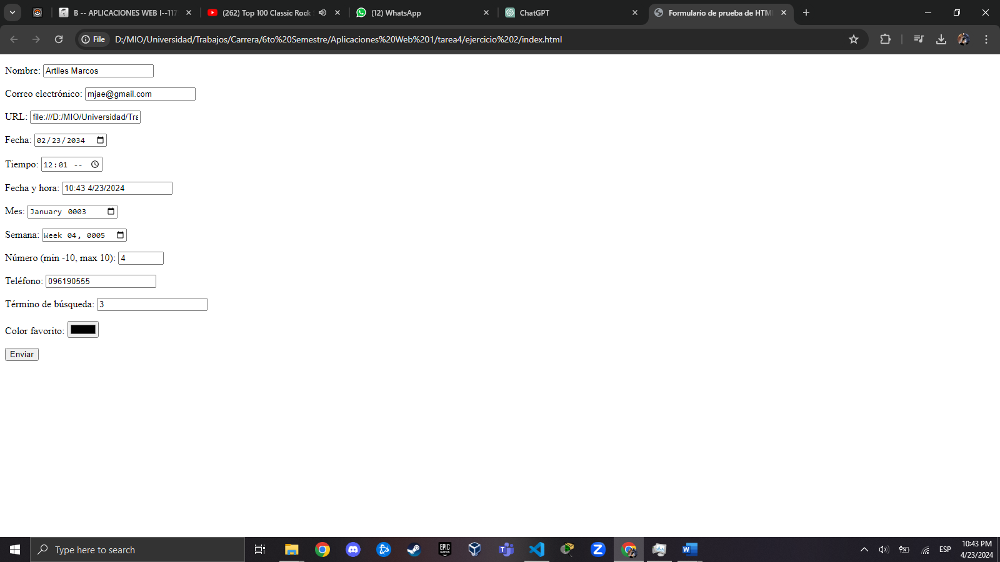 B -- APLICACIONES WEB I--117
(262) Top 100 Classic Rock
(12) WhatsApp
ChatGPT
Formulario de prueba de HTM
File
D:/MIO/Universidad/Trabajos/Carrera/6to%20Semestre/Aplicaciones%20Web%201/tarea4/ejercicio%202/index.html
Nombre: Artiles Marcos
Correo electrónico: mjae@gmail.com
URL: file:///D:/MIO/Universidad/Tra
Fecha: 02/23/2034
Tiempo: 12:01 --
Fecha y hora: 10:43 4/23/2024
Mes: January 0003
Semana: Week 04, 0005
Número (min -10, max 10): 4
Teléfono: 096190555
Término de búsqueda: 3
Color favorito:
Enviar
Type here to search
EPIC
GAMES
ESP
10:43 PM
4/23/2024